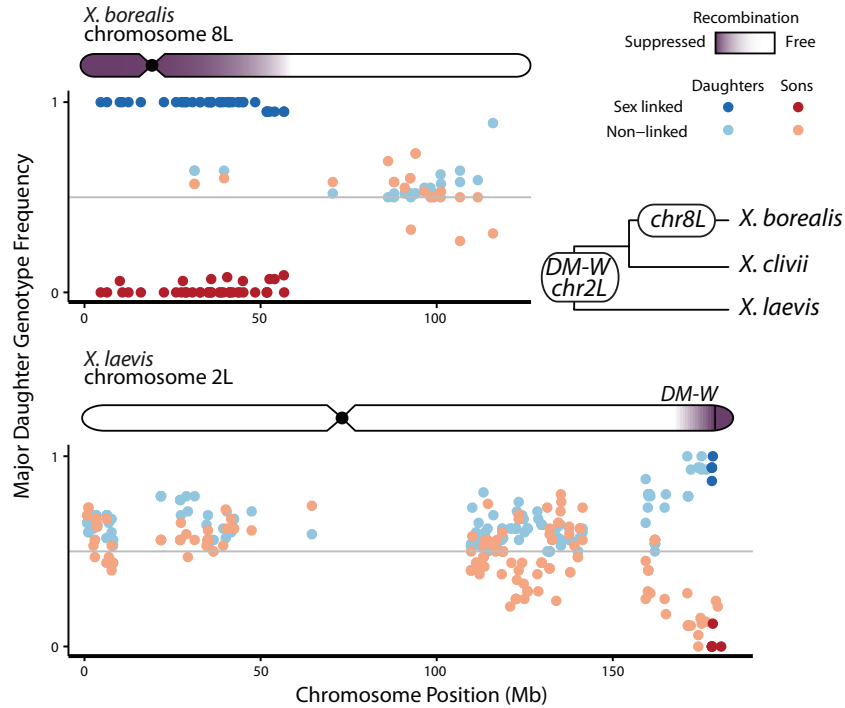 X. borealis
chromosome 8L
Recombination
Suppressed Free
Daughters Sons
Sex linked
Non-linked
1
0
0 50 100
chr8L
X. borealis
DM-W
chr2L
X. clivii
X. laevis
Major Daughter Genotype Frequency
X. laevis
chromosome 2L
DM-W
1
0
0 50 100 150
Chromosome Position (Mb)